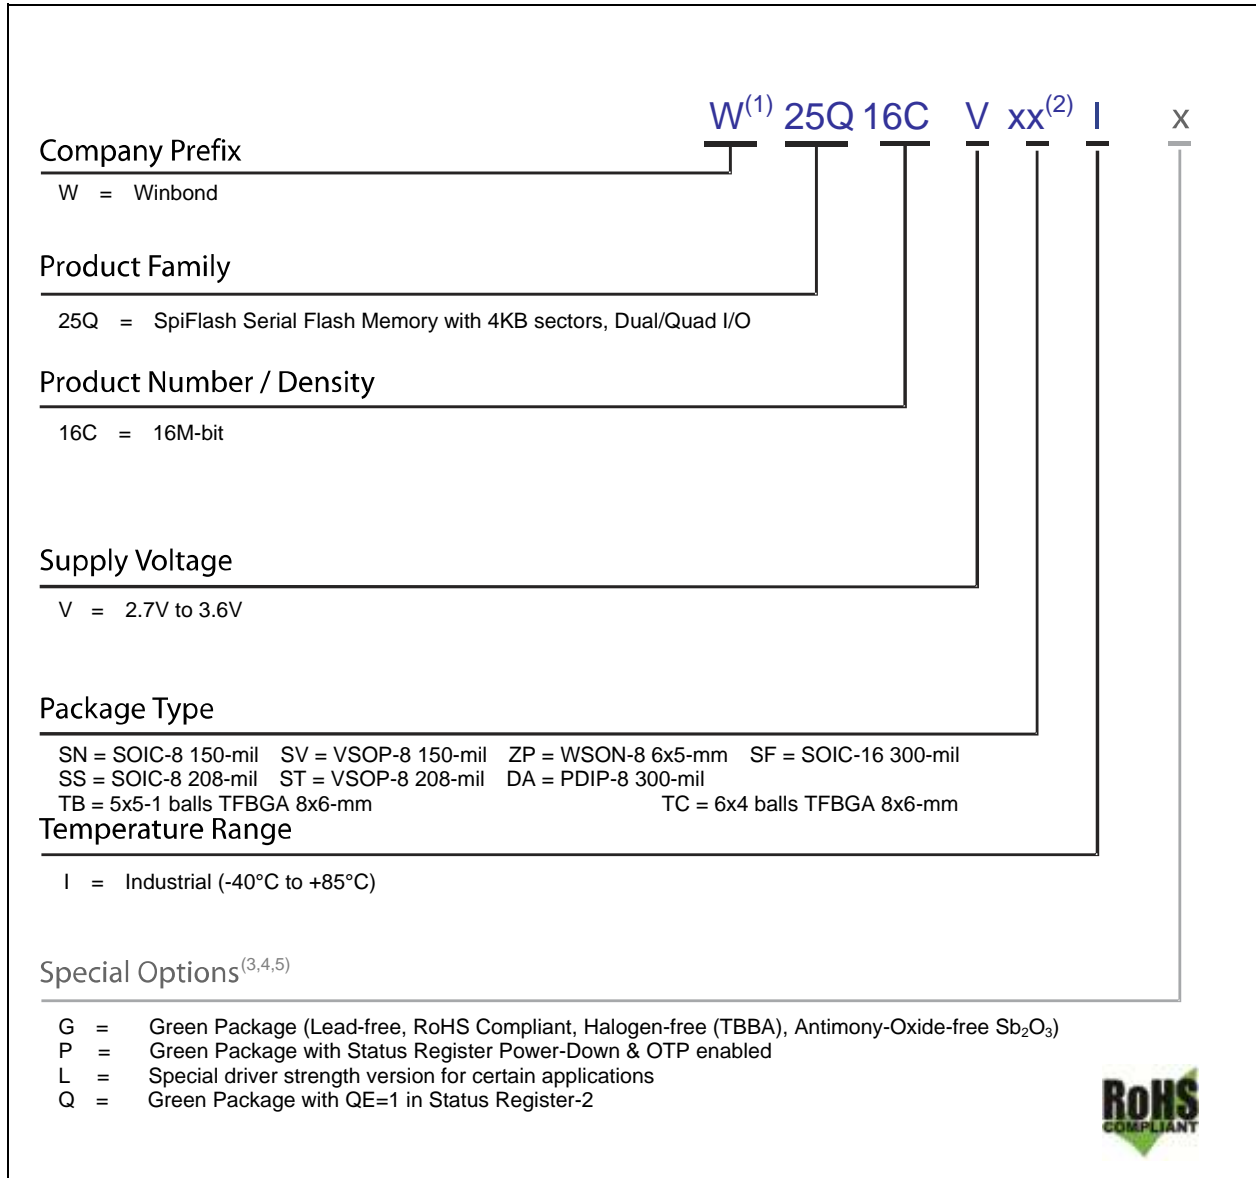 W(1) 25Q 16C V xx(2) I x
Company Prefix
W = Winbond
Product Family
25Q = SpiFlash Serial Flash Memory with 4KB sectors, Dual/Quad I/O
Product Number / Density
16C = 16M-bit
Supply Voltage
V = 2.7V to 3.6V
Package Type
SN = SOIC-8 150-mil SV = VSOP-8 150-mil ZP = WSON-8 6x5-mm SF = SOIC-16 300-mil
SS = SOIC-8 208-mil ST = VSOP-8 208-mil DA = PDIP-8 300-mil
TB = 5x5-1 balls TFBGA 8x6-mm TC = 6x4 balls TFBGA 8x6-mm
Temperature Range
I = Industrial (-40°C to +85°C)
Special Options(3,4,5)
G = Green Package (Lead-free, RoHS Compliant, Halogen-free (TBBA), Antimony-Oxide-free Sb2O3)
P = Green Package with Status Register Power-Down & OTP enabled
L = Special driver strength version for certain applications
Q = Green Package with QE=1 in Status Register-2
RoHS
COMPLIANT